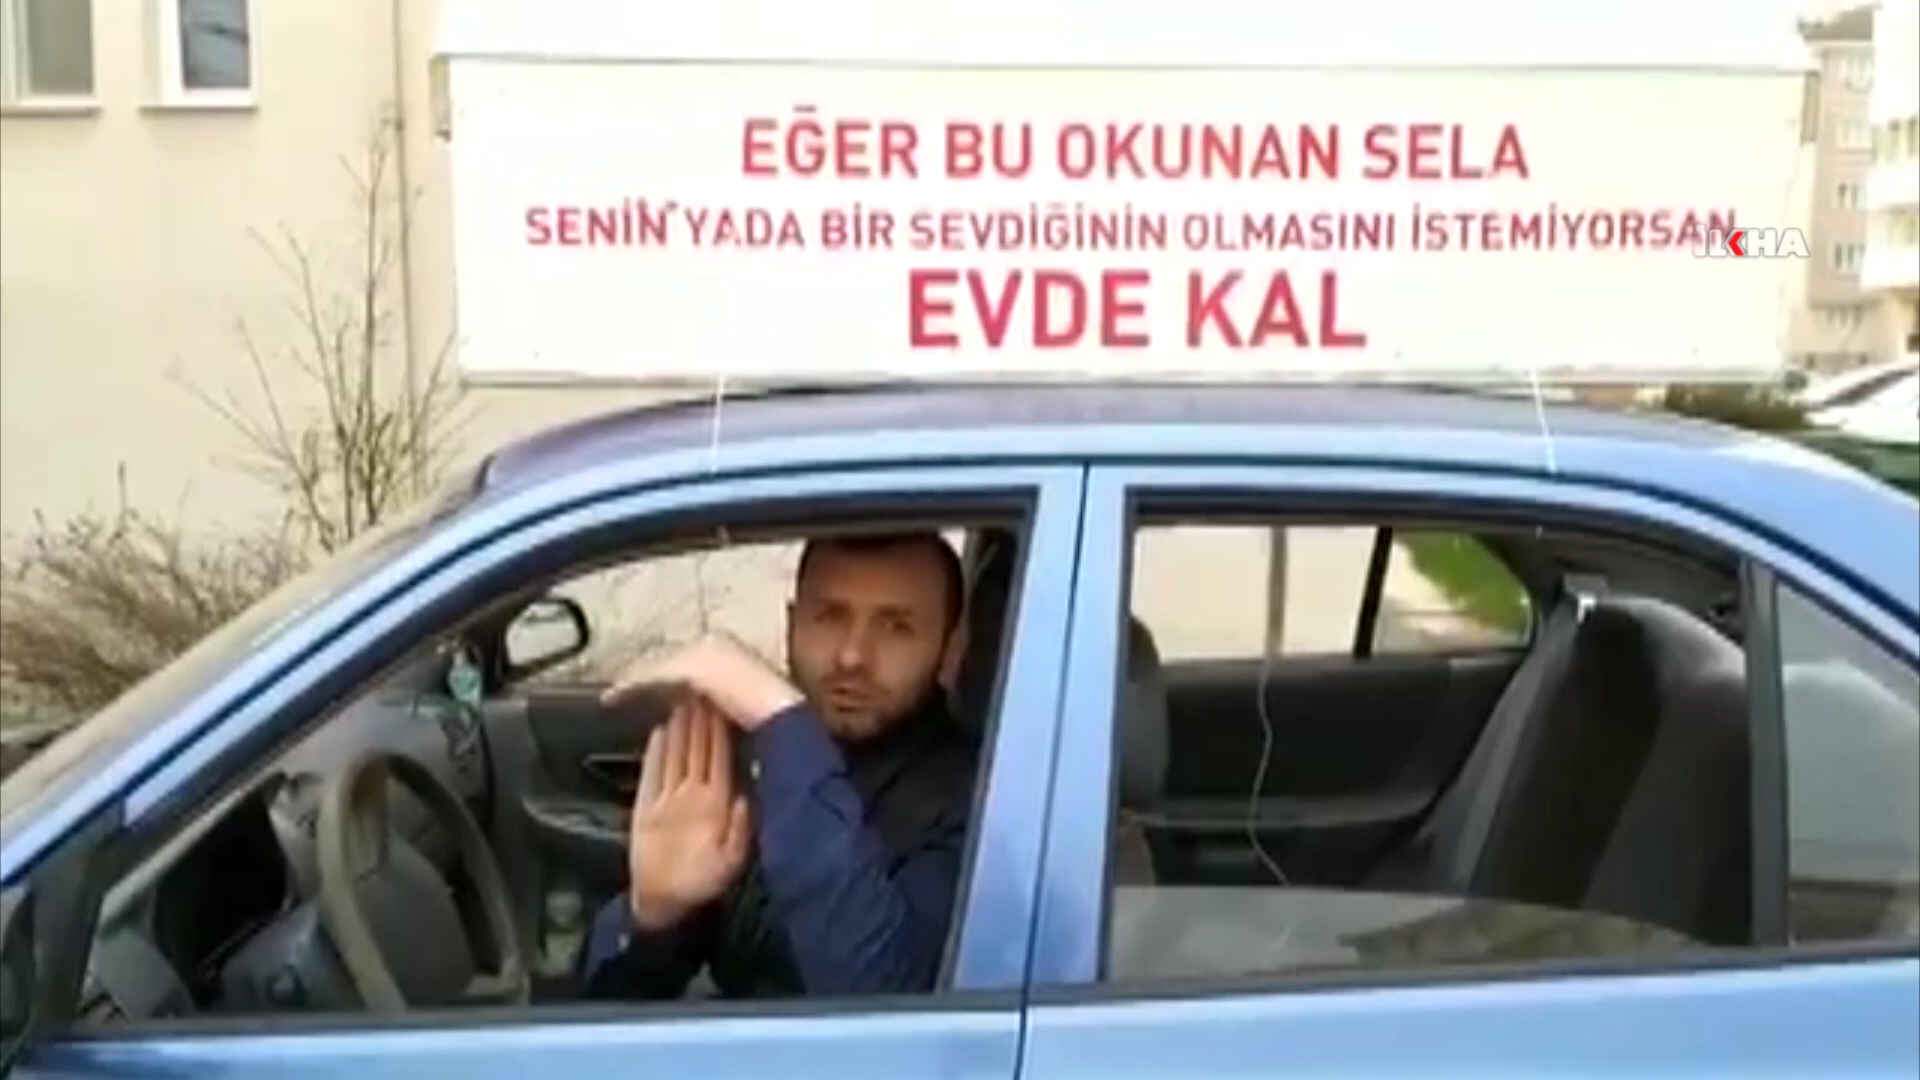 EĞER BU OKUNAN SELA
SENİN YADA BİR SEVDİĞİNİN OLMASINI İSTEMİYORSAN
EVDE KAL
İLKHA